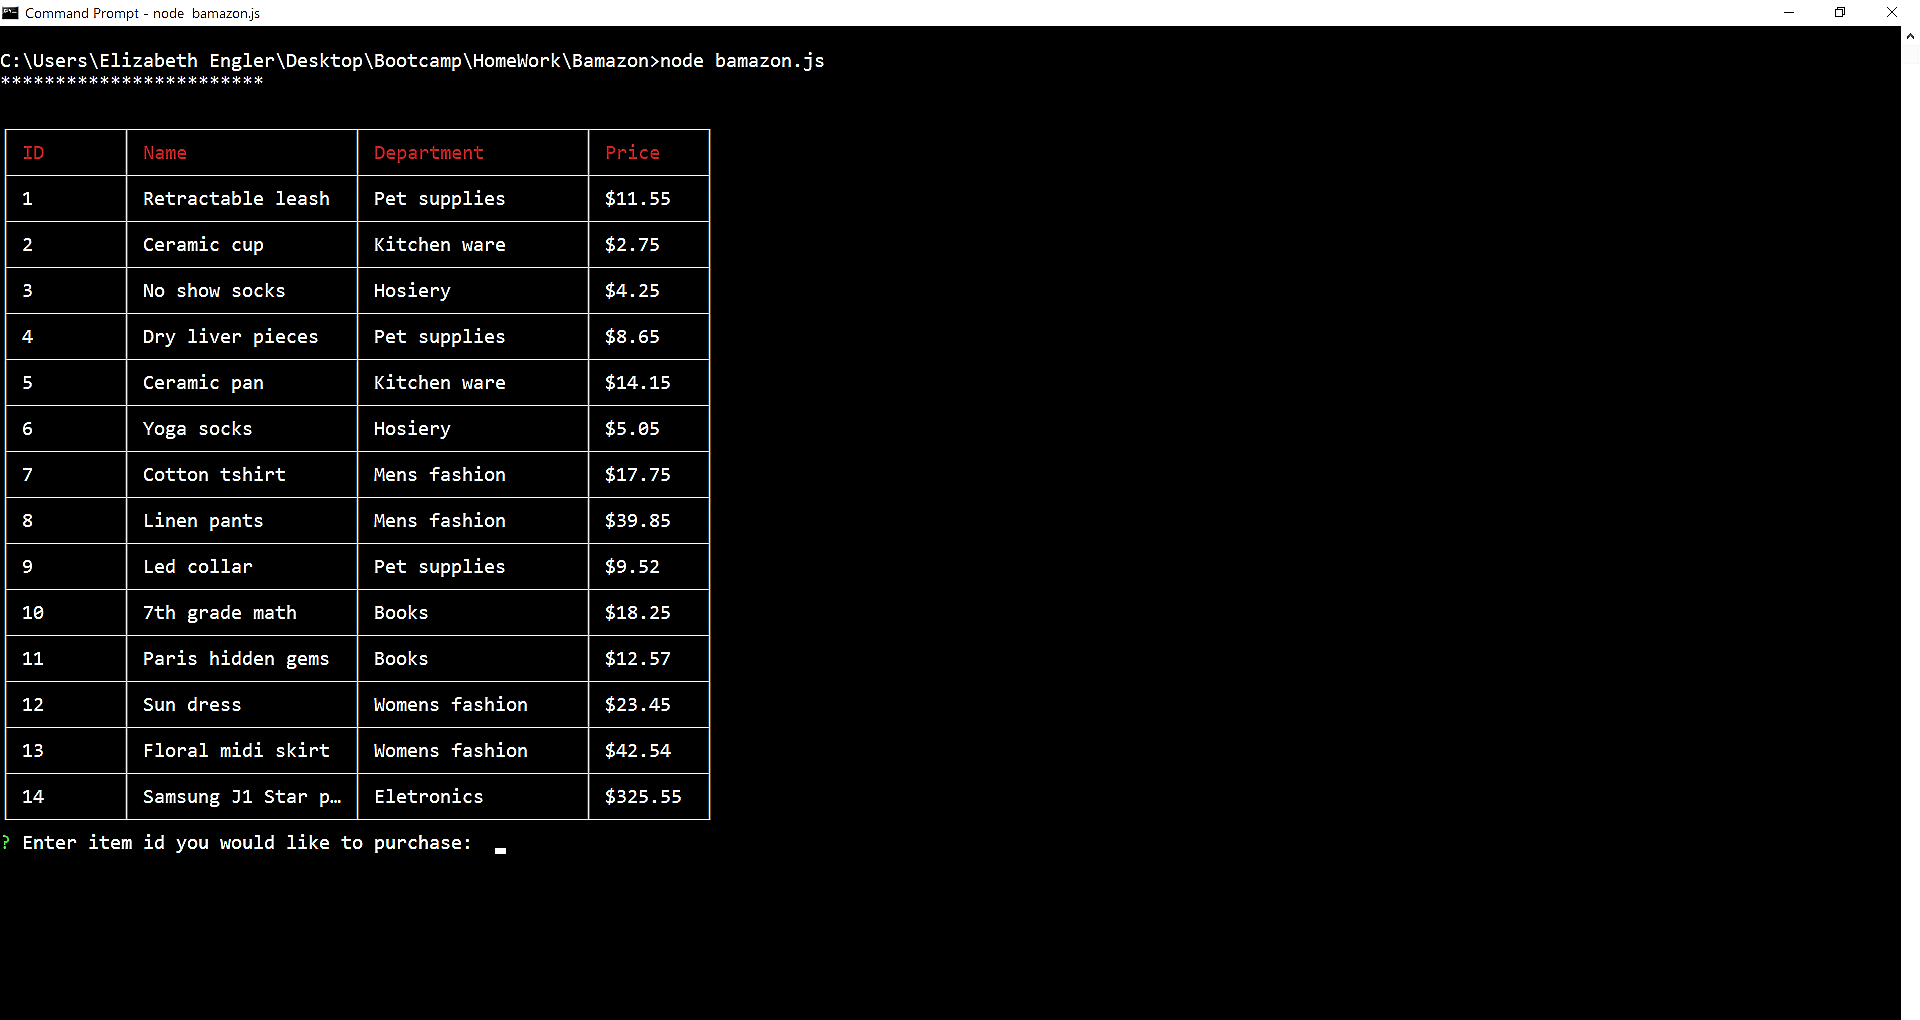 Command Prompt - node  bamazon.js
C:\Users\Elizabeth Engler\Desktop\Bootcamp\HomeWork\Bamazon>node bamazon.js
************************
ID Name Department Price
1 Retractable leash Pet supplies $11.55
2 Ceramic cup Kitchen ware $2.75
3 No show socks Hosiery $4.25
4 Dry liver pieces Pet supplies $8.65
5 Ceramic pan Kitchen ware $14.15
6 Yoga socks Hosiery $5.05
7 Cotton tshirt Mens fashion $17.75
8 Linen pants Mens fashion $39.85
9 Led collar Pet supplies $9.52
10 7th grade math Books $18.25
11 Paris hidden gems Books $12.57
12 Sun dress Womens fashion $23.45
13 Floral midi skirt Womens fashion $42.54
14 Samsung J1 Star p… Eletronics $325.55
? Enter item id you would like to purchase: